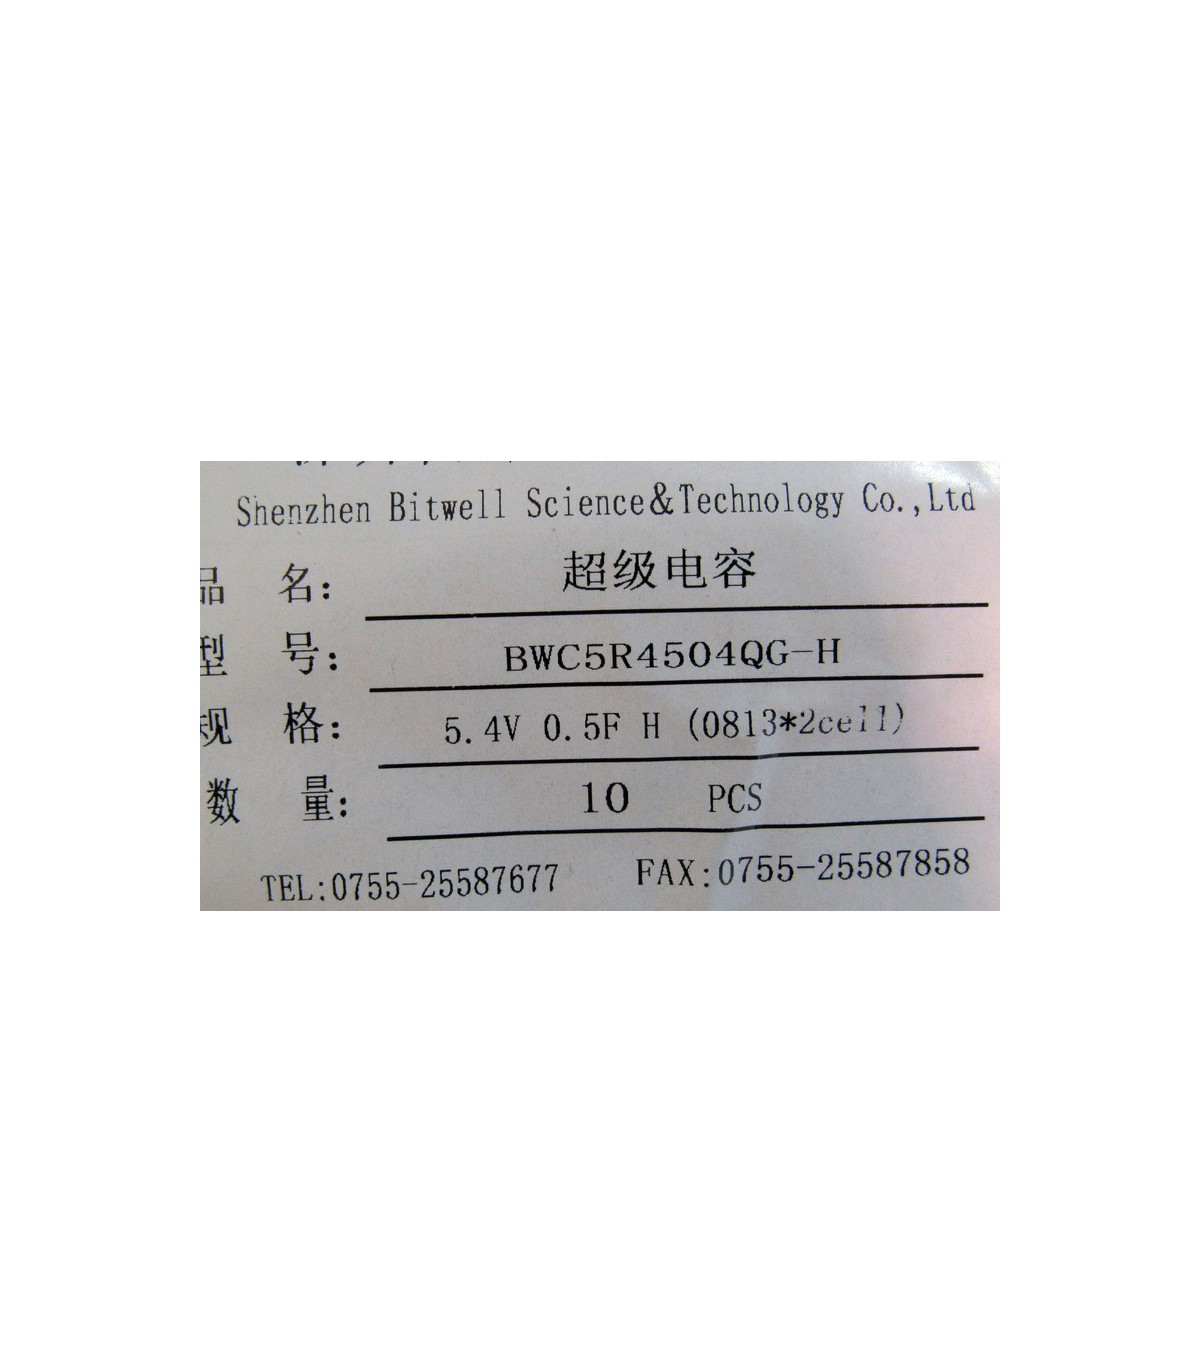 Shenzhen Bitwell Science&Technology Co.,Ltd
品 名: 超级电容
型 号: BWC5R4504QG-H
规 格: 5.4V 0.5F H (0813*2cell)
数 量: 10 PCS
TEL:0755-25587677 FAX:0755-25587858